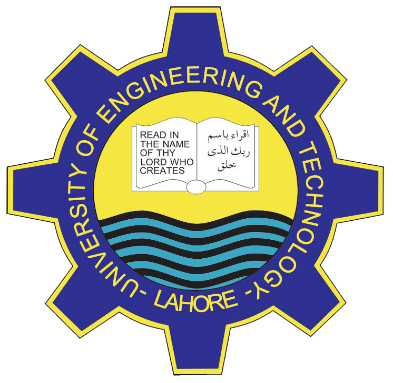 UNIVERSITY OF ENGINEERING AND TECHNOLOGY
- LAHORE -
READ IN
THE NAME
OF THY
LORD WHO
CREATES
اقراء باسم
ربك الذى
خلق